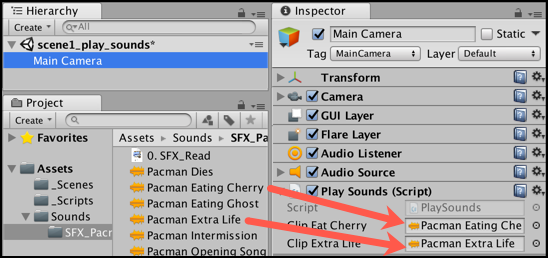 Hierarchy
Create
All
scene1_play_sounds*
Main Camera
Project
Create
Favorites
Assets
_Scenes
_Scripts
Sounds
SFX_Pacr
Assets Sounds SFX_Pa
0. SFX_Read
Pacman Dies
Pacman Eating Cherry
Pacman Eating Ghost
Pacman Extra Life
Pacman Intermission
Pacman Opening Song
Inspector
Main Camera
Static
Tag MainCamera Layer Default
Transform
Camera
GUI Layer
Flare Layer
Audio Listener
Audio Source
Play Sounds (Script)
Script PlaySounds
Clip Eat Cherry Pacman Eating Che
Clip Extra Life Pacman Extra Life